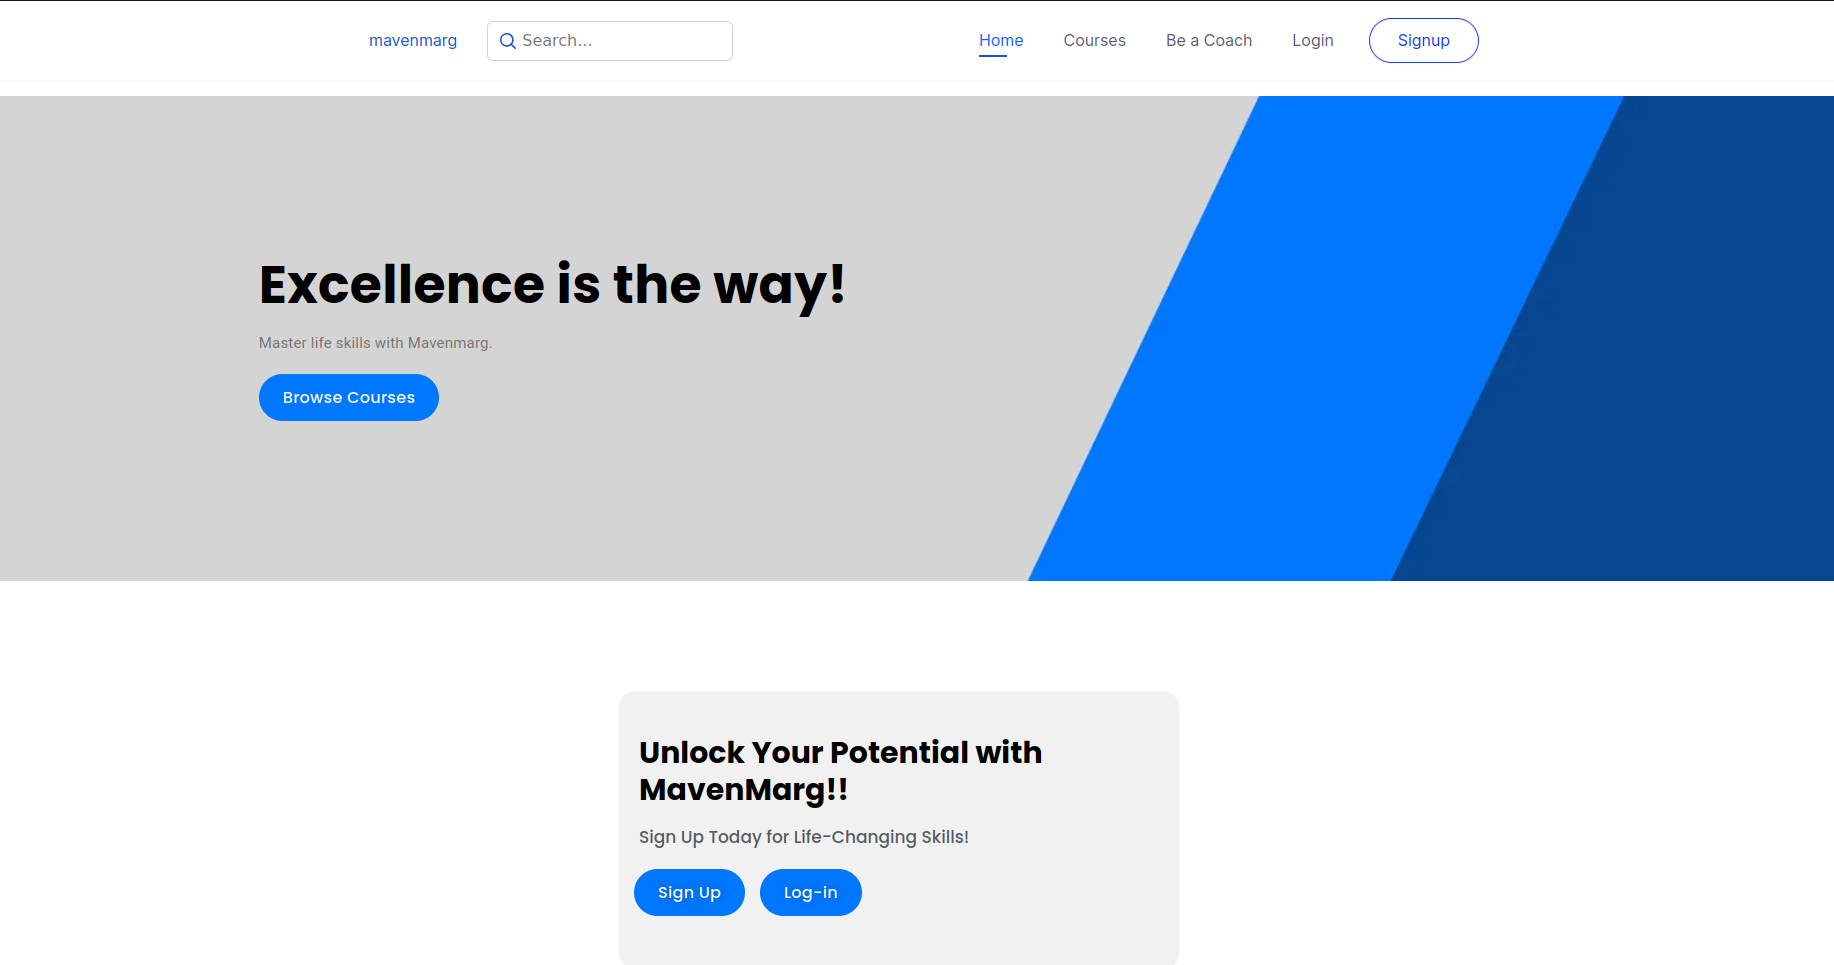 mavenmarg
Search...
Home
Courses
Be a Coach
Login
Signup
Excellence is the way!
Master life skills with Mavenmarg.
Browse Courses
Unlock Your Potential with
MavenMarg!!
Sign Up Today for Life-Changing Skills!
Sign Up
Log-in